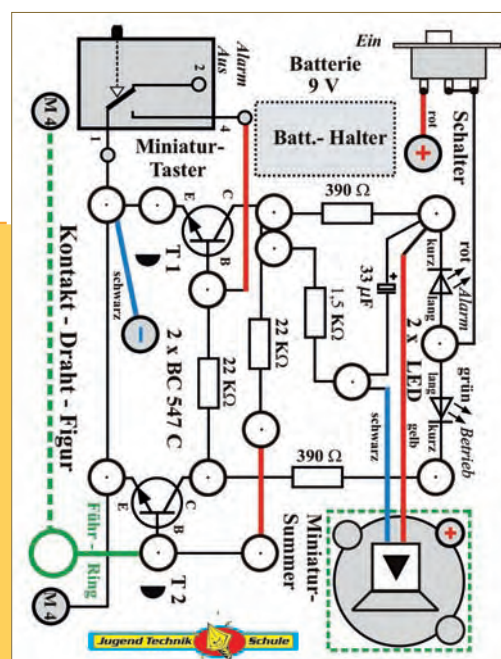 Ein
Alarm
Aus
2
Batterie
9 V
rot
+
M 4
1
4
Miniatur-
Taster
Batt.- Halter
Schalter
390 Ω
E
C
B
T 1
kurz
rot
Alarm
lang
+
33 µF
schwarz
−
1,5 KΩ
22 KΩ
22 KΩ
2 x BC 547 C
2 x LED
Kontakt - Draht - Figur
grün
lang
Betrieb
kurz
schwarz
gelb
390 Ω
E
C
B
T 2
Führ - Ring
Miniatur-
Summer
+
M 4
Jugend Technik Schule